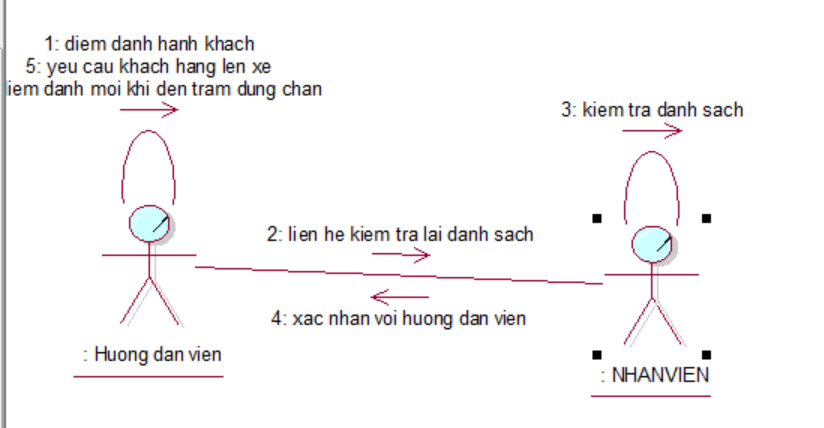 1: diem danh hanh khach
5: yeu cau khach hang len xe
iem danh moi khi den tram dung chan
3: kiem tra danh sach
2: lien he kiem tra lai danh sach
4: xac nhan voi huong dan vien
: Huong dan vien
: NHANVIEN